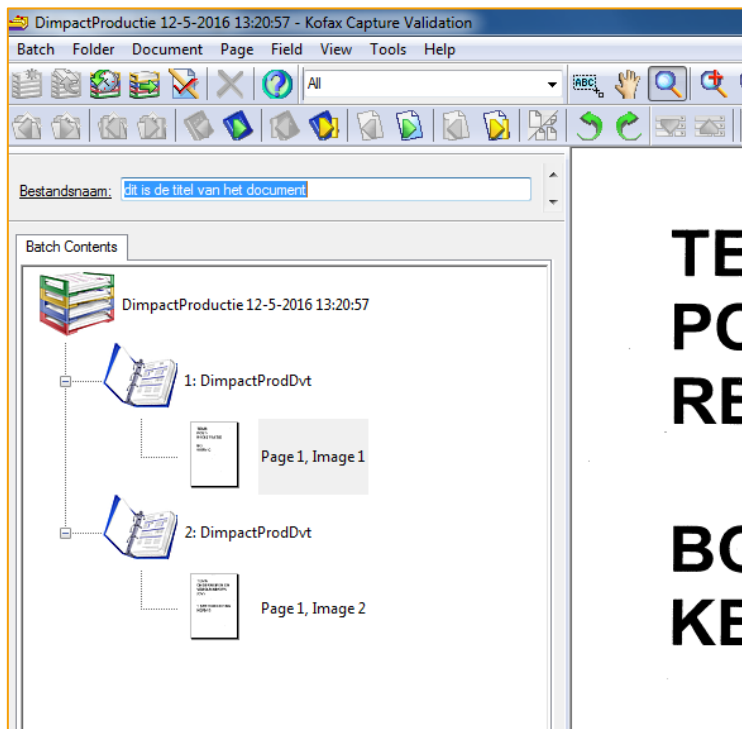 DimpactProductie 12-5-2016 13:20:57 - Kofax Capture Validation
Batch Folder Document Page Field View Tools Help
All
ABC
Bestandsnaam: dit is de titel van het document
Batch Contents
DimpactProductie 12-5-2016 13:20:57
1: DimpactProdDvt
Page 1, Image 1
2: DimpactProdDvt
Page 1, Image 2
TE
PO
RE
BO
KE